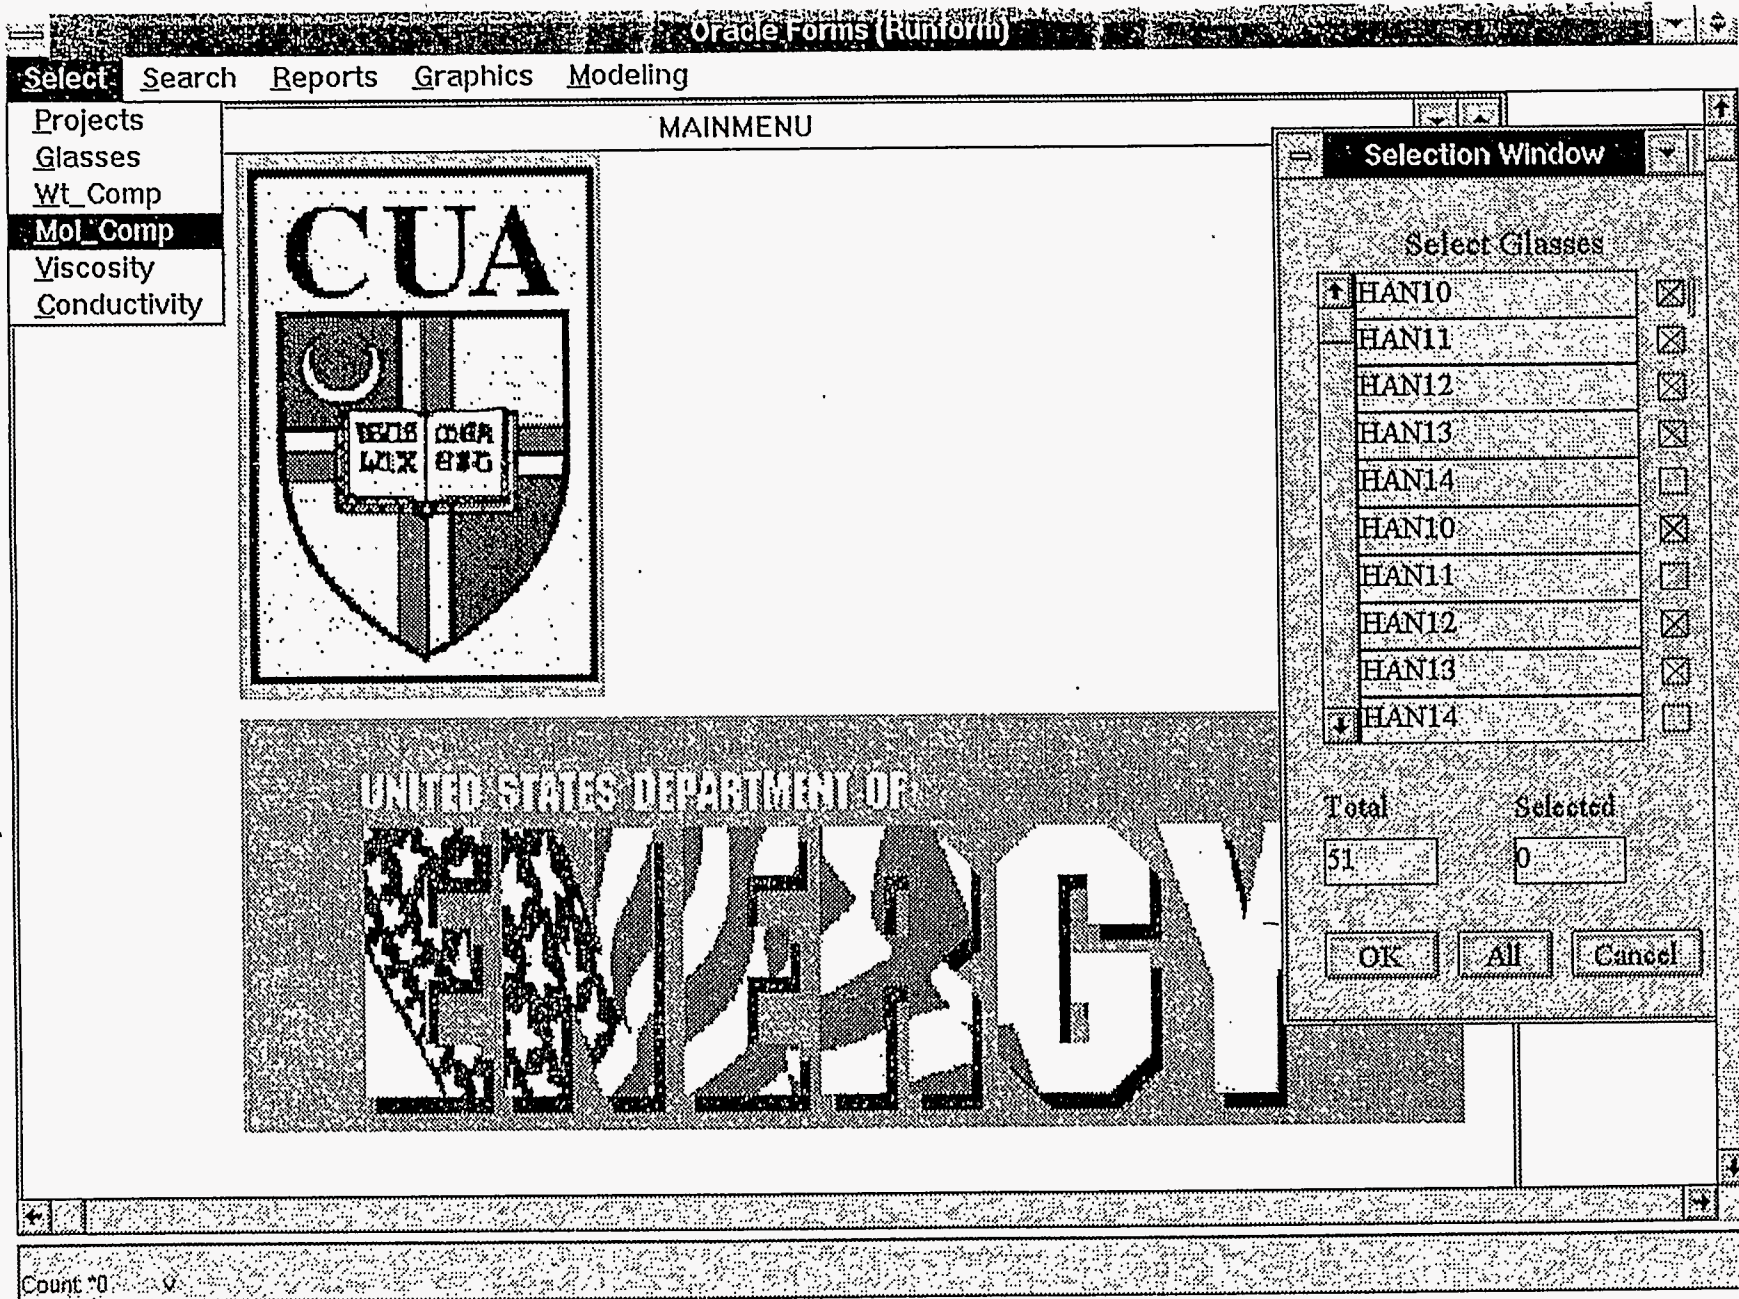 Oracle Forms (Runform)
Select Search Reports Graphics Modeling
Projects
Glasses
Wt_Comp
Mol_Comp
Viscosity
Conductivity
MAINMENU
CUA
UNITED STATES DEPARTMENT OF
ENERGY
Selection Window
Select Glasses
HAN10
HAN11
HAN12
HAN13
HAN14
HAN10
HAN11
HAN12
HAN13
HAN14
Total Selected
51 0
OK All Cancel
Count *0 v